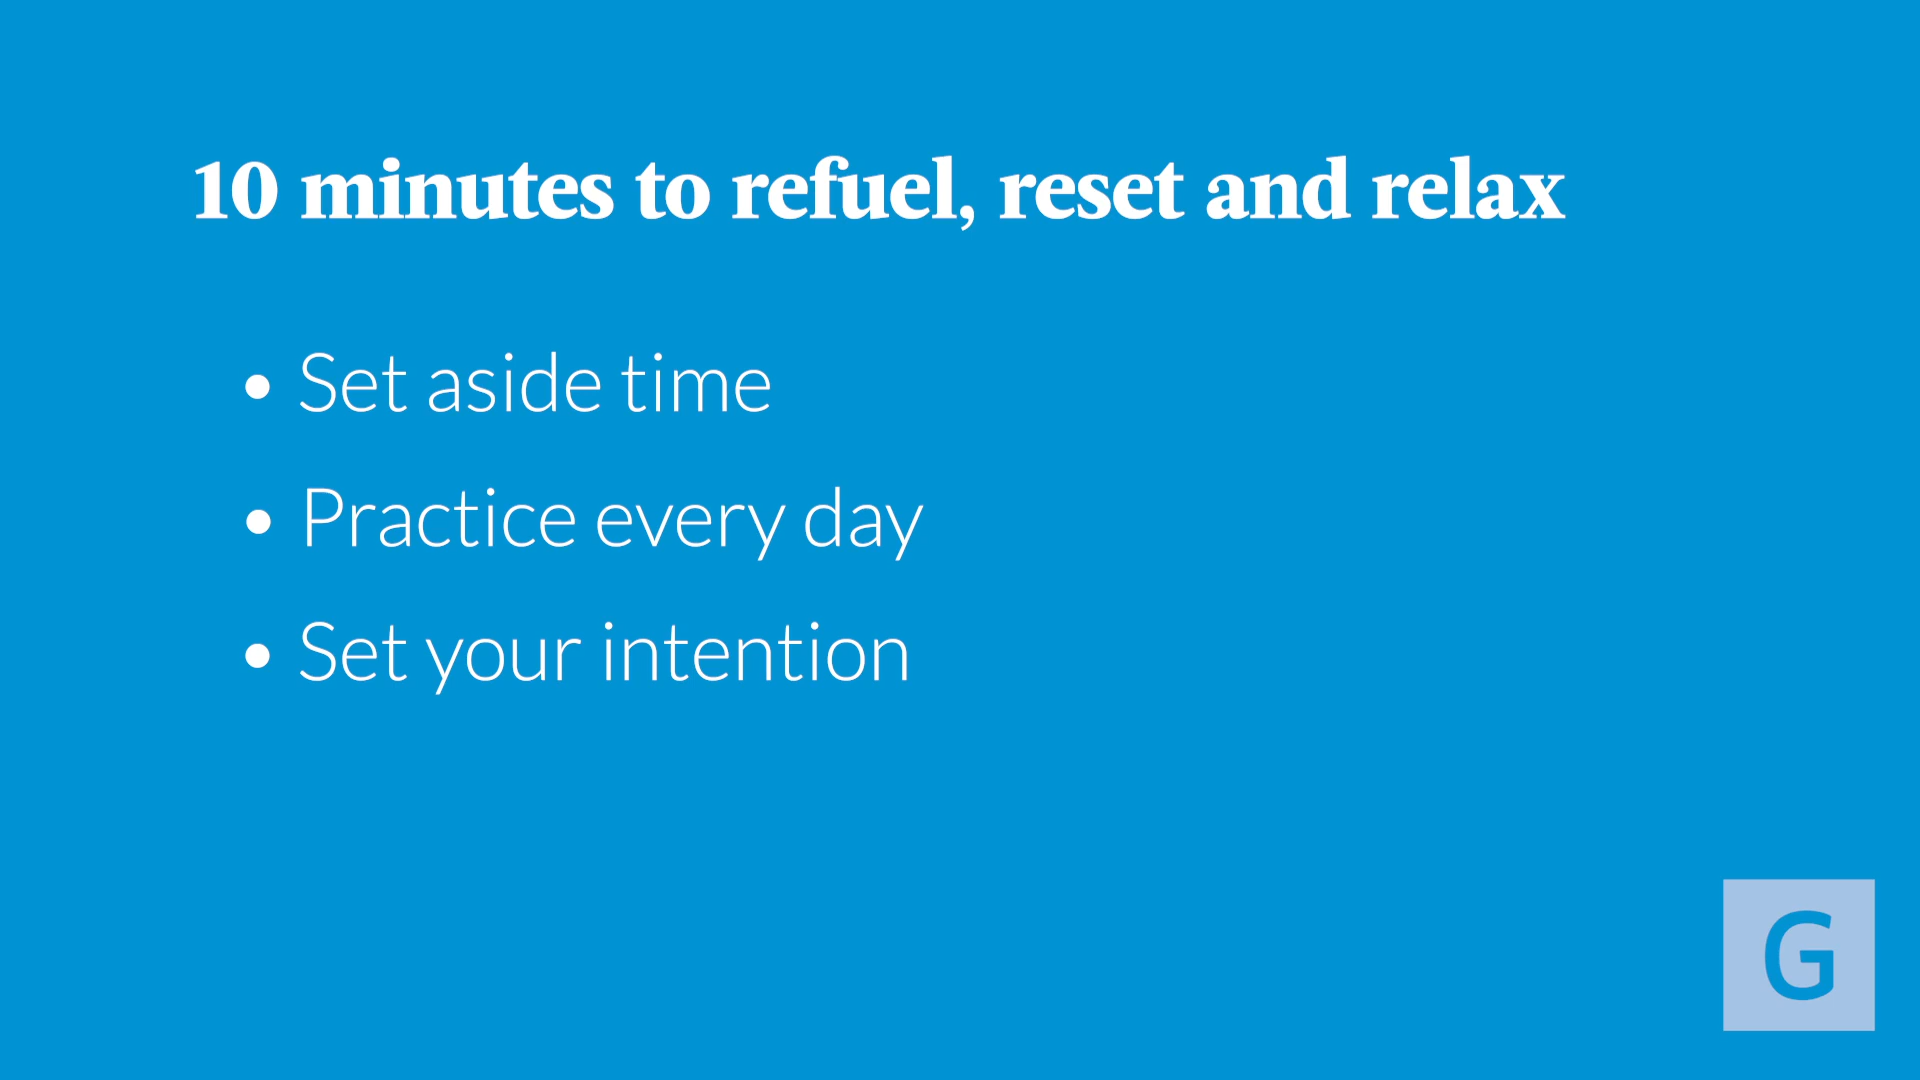 10 minutes to refuel, reset and relax
• Set aside time
• Practice every day
• Set your intention
G